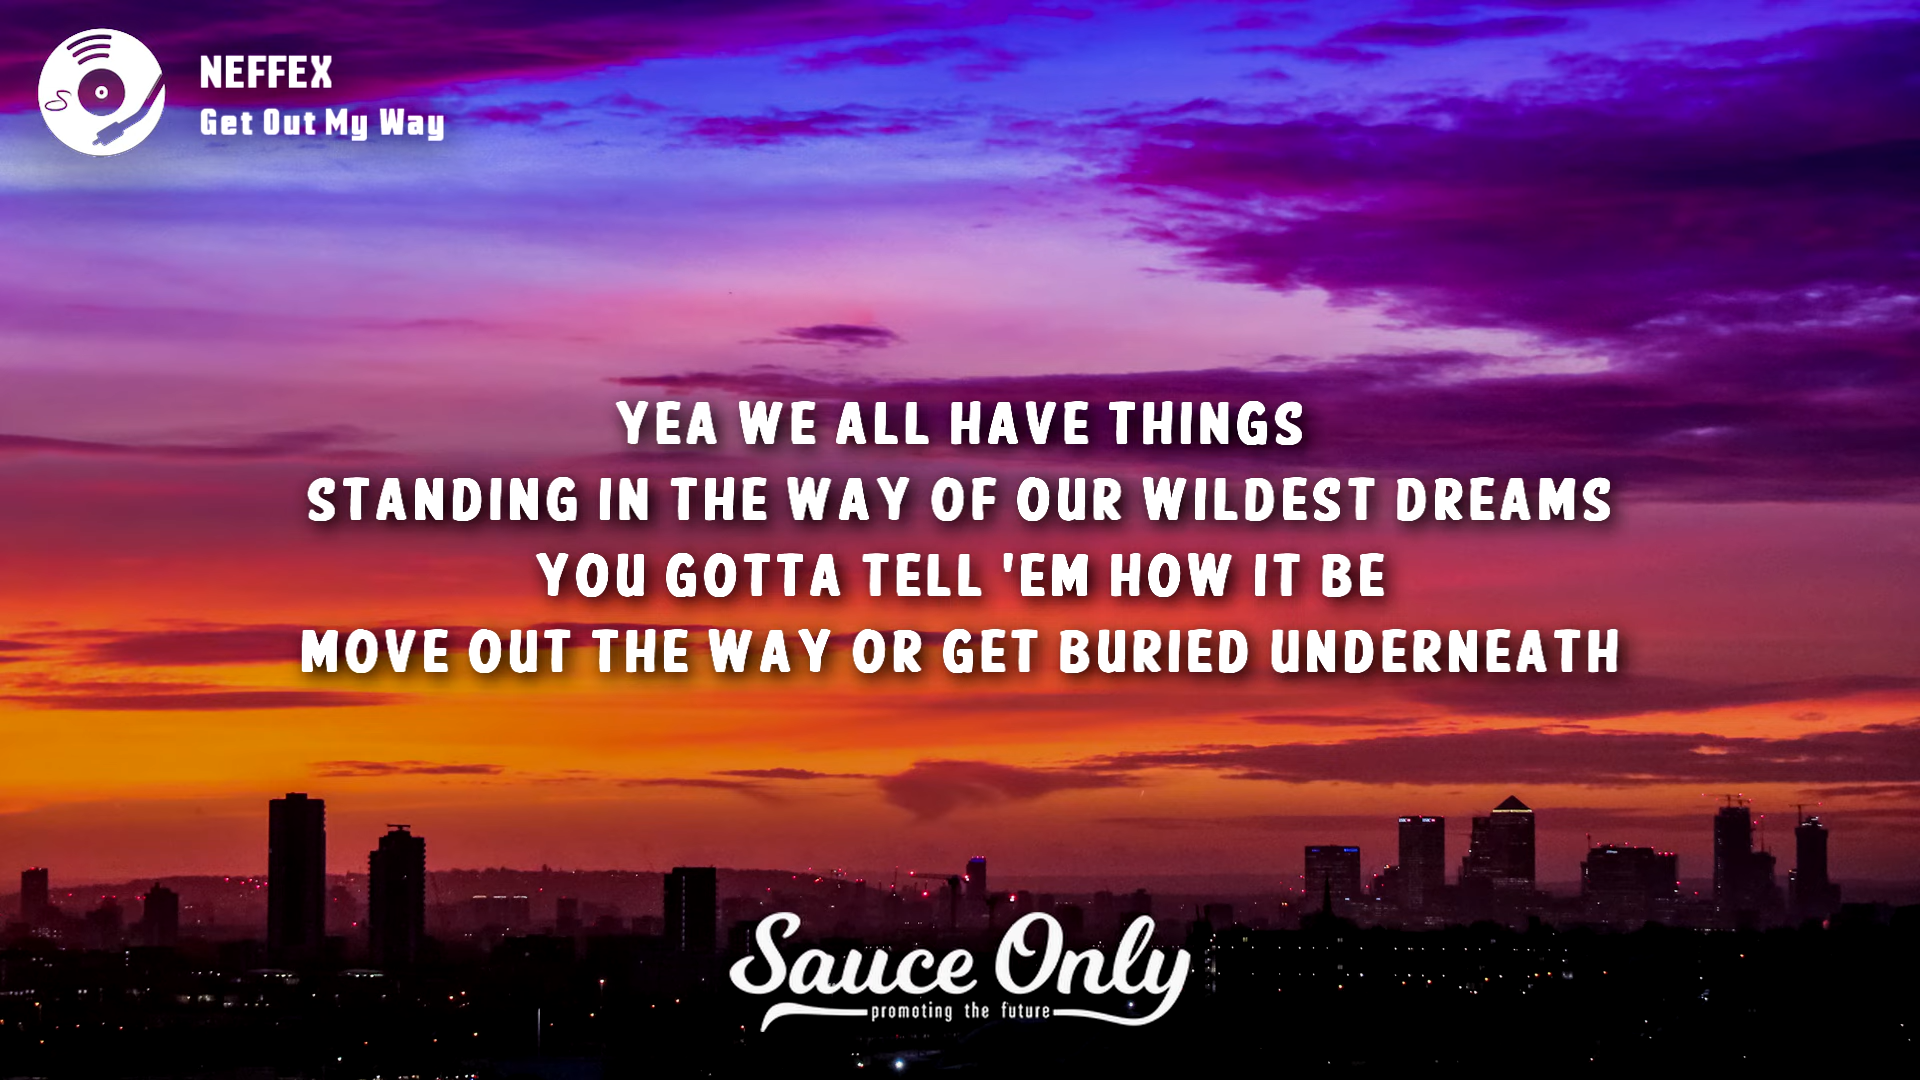 NEFFEX
Get Out My Way
YEA WE ALL HAVE THINGS
STANDING IN THE WAY OF OUR WILDEST DREAMS
YOU GOTTA TELL 'EM HOW IT BE
MOVE OUT THE WAY OR GET BURIED UNDERNEATH
Sauce Only
promoting the future